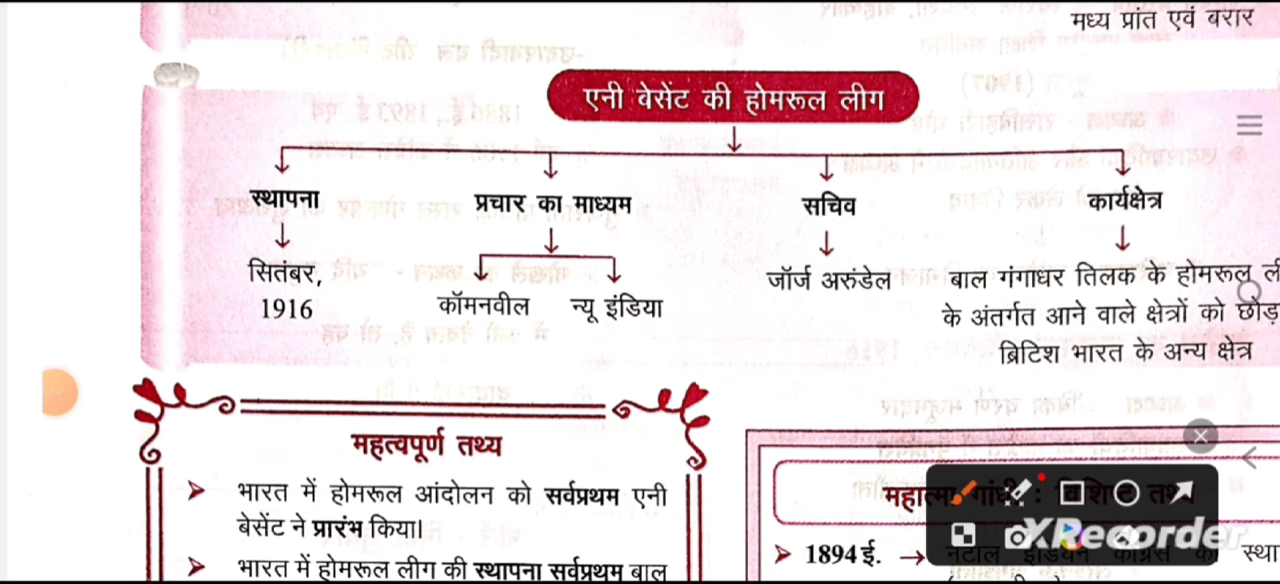 मध्य प्रांत एवं बरार
एनी बेसेंट की होमरूल लीग
स्थापना
सितंबर,
1916
प्रचार का माध्यम
कॉमनवील न्यू इंडिया
सचिव
जॉर्ज अरुंडेल
कार्यक्षेत्र
बाल गंगाधर तिलक के होमरूल
के अंतर्गत आने वाले क्षेत्रों को छोड़
ब्रिटिश भारत के अन्य क्षेत्र
महत्वपूर्ण तथ्य
➤ भारत में होमरूल आंदोलन को सर्वप्रथम एनी
बेसेंट ने प्रारंभ किया।
➤ भारत में होमरूल लीग की स्थापना सर्वप्रथम बाल
महात्मा गांधी : विशिष्ट
➤ 1894 ई. →
XRecorder